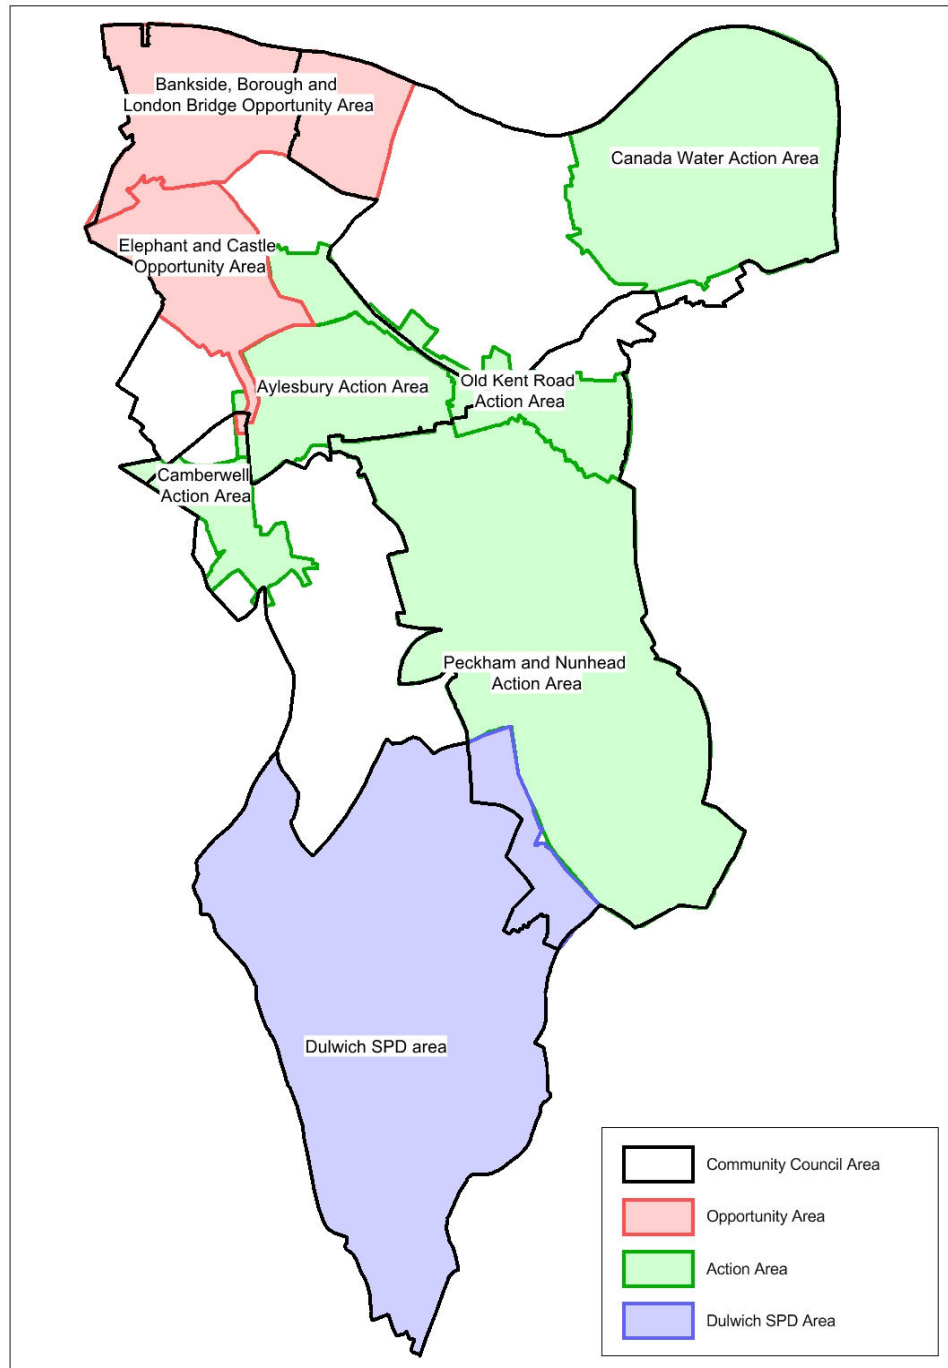 Bankside, Borough and
London Bridge Opportunity Area
Canada Water Action Area
Elephant and Castle
Opportunity Area
Aylesbury Action Area
Old Kent Road
Action Area
Camberwell
Action Area
Peckham and Nunhead
Action Area
Dulwich SPD area
Community Council Area
Opportunity Area
Action Area
Dulwich SPD Area